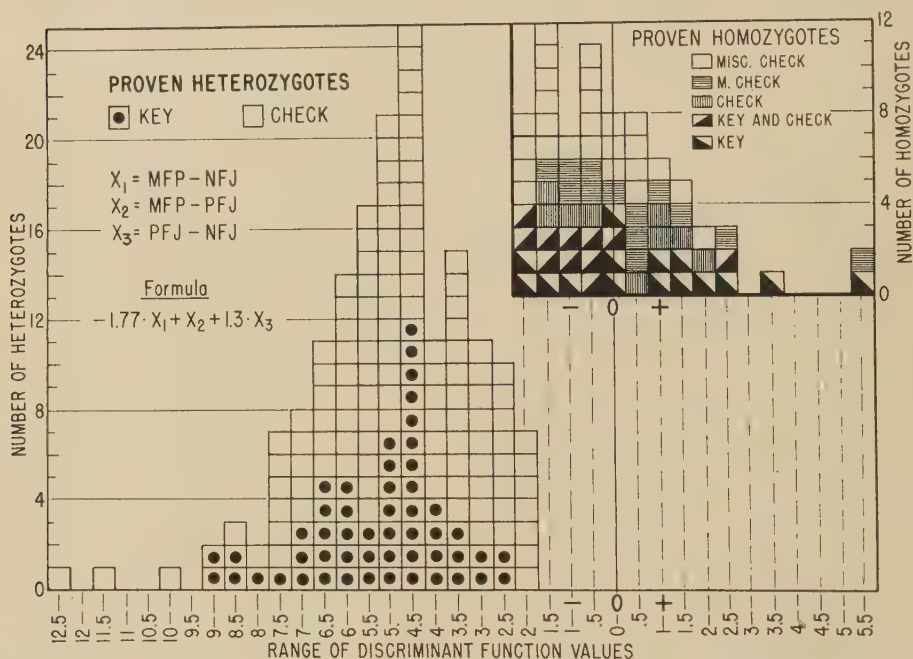 24
20
16
12
8
4
0
NUMBER OF HETEROZYGOTES
PROVEN HETEROZYGOTES
KEY
CHECK
X₁ = MFP – NFJ
X₂ = MFP – PFJ
X₃ = PFJ – NFJ
Formula
–1.77·X₁ + X₂ + 1.3·X₃
PROVEN HOMOZYGOTES
MISC. CHECK
M. CHECK
CHECK
KEY AND CHECK
KEY
12
8
4
0
NUMBER OF HOMOZYGOTES
– 0 +
– 0 +
12.5—
12—
11.5—
11—
10.5—
10—
9.5—
9—
8.5—
8—
7.5—
7—
6.5—
6—
5.5—
5—
4.5—
4—
3.5—
3—
2.5—
2—
1.5—
1—
.5—
0—
.5—
1—
1.5—
2—
2.5—
3—
3.5—
4—
4.5—
5—
5.5—
RANGE OF DISCRIMINANT FUNCTION VALUES